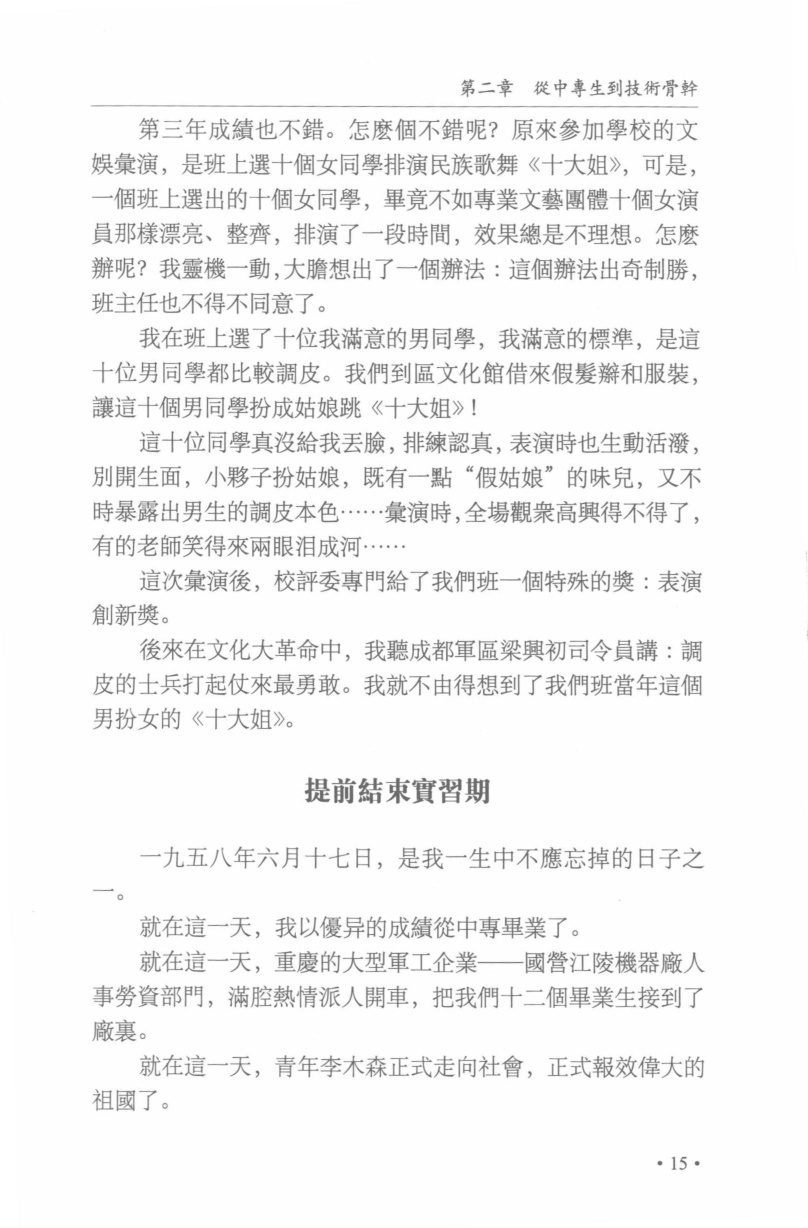 第二章　從中專生到技術骨幹
第三年成績也不錯。怎麼個不錯呢？原來參加學校的文
娛彙演，是班上選十個女同學排演民族歌舞《十大姐》，可是，
一個班上選出的十個女同學，畢竟不如專業文藝團體十個女演
員那樣漂亮、整齊，排演了一段時間，效果總是不理想。怎麼
辦呢？我靈機一動，大膽想出了一個辦法：這個辦法出奇制勝，
班主任也不得不同意了。
我在班上選了十位我滿意的男同學，我滿意的標準，是這
十位男同學都比較調皮。我們到區文化館借來假髮辮和服裝，
讓這十個男同學扮成姑娘跳《十大姐》！
這十位同學真沒給我丟臉，排練認真，表演時也生動活潑，
別開生面，小夥子扮姑娘，既有一點“假姑娘”的味兒，又不
時暴露出男生的調皮本色……彙演時，全場觀衆高興得不得了，
有的老師笑得來兩眼泪成河……
這次彙演後，校評委專門給了我們班一個特殊的獎：表演
創新獎。
後來在文化大革命中，我聽成都軍區梁興初司令員講：調
皮的士兵打起仗來最勇敢。我就不由得想到了我們班當年這個
男扮女的《十大姐》。
提前結束實習期
一九五八年六月十七日，是我一生中不應忘掉的日子之
一。
就在這一天，我以優异的成績從中專畢業了。
就在這一天，重慶的大型軍工企業——國營江陵機器廠人
事勞資部門，滿腔熱情派人開車，把我們十二個畢業生接到了
廠裏。
就在這一天，青年李木森正式走向社會，正式報效偉大的
祖國了。
·15·